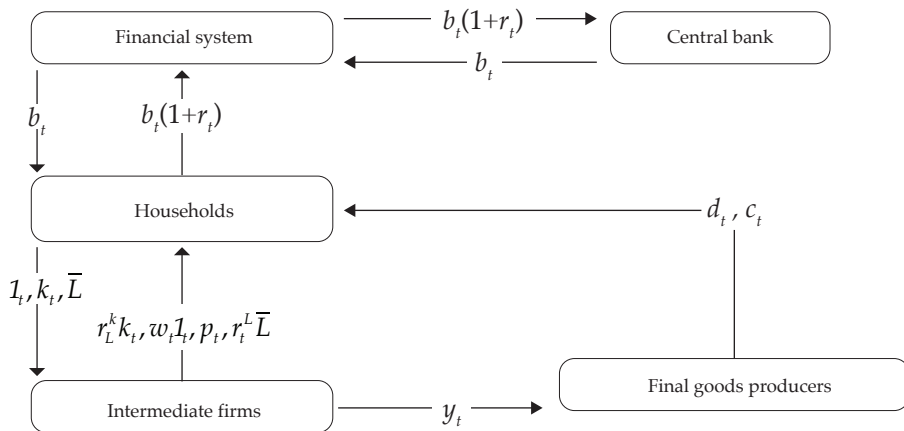 Financial system
b_t(1+r_t)
Central bank
b_t
b_t
b_t(1+r_t)
Households
d_t , c_t
1_t, k_t, L̅
r_L^k k_t, w_t 1_t, p_t, r_t^L L̅
Intermediate firms
y_t
Final goods producers